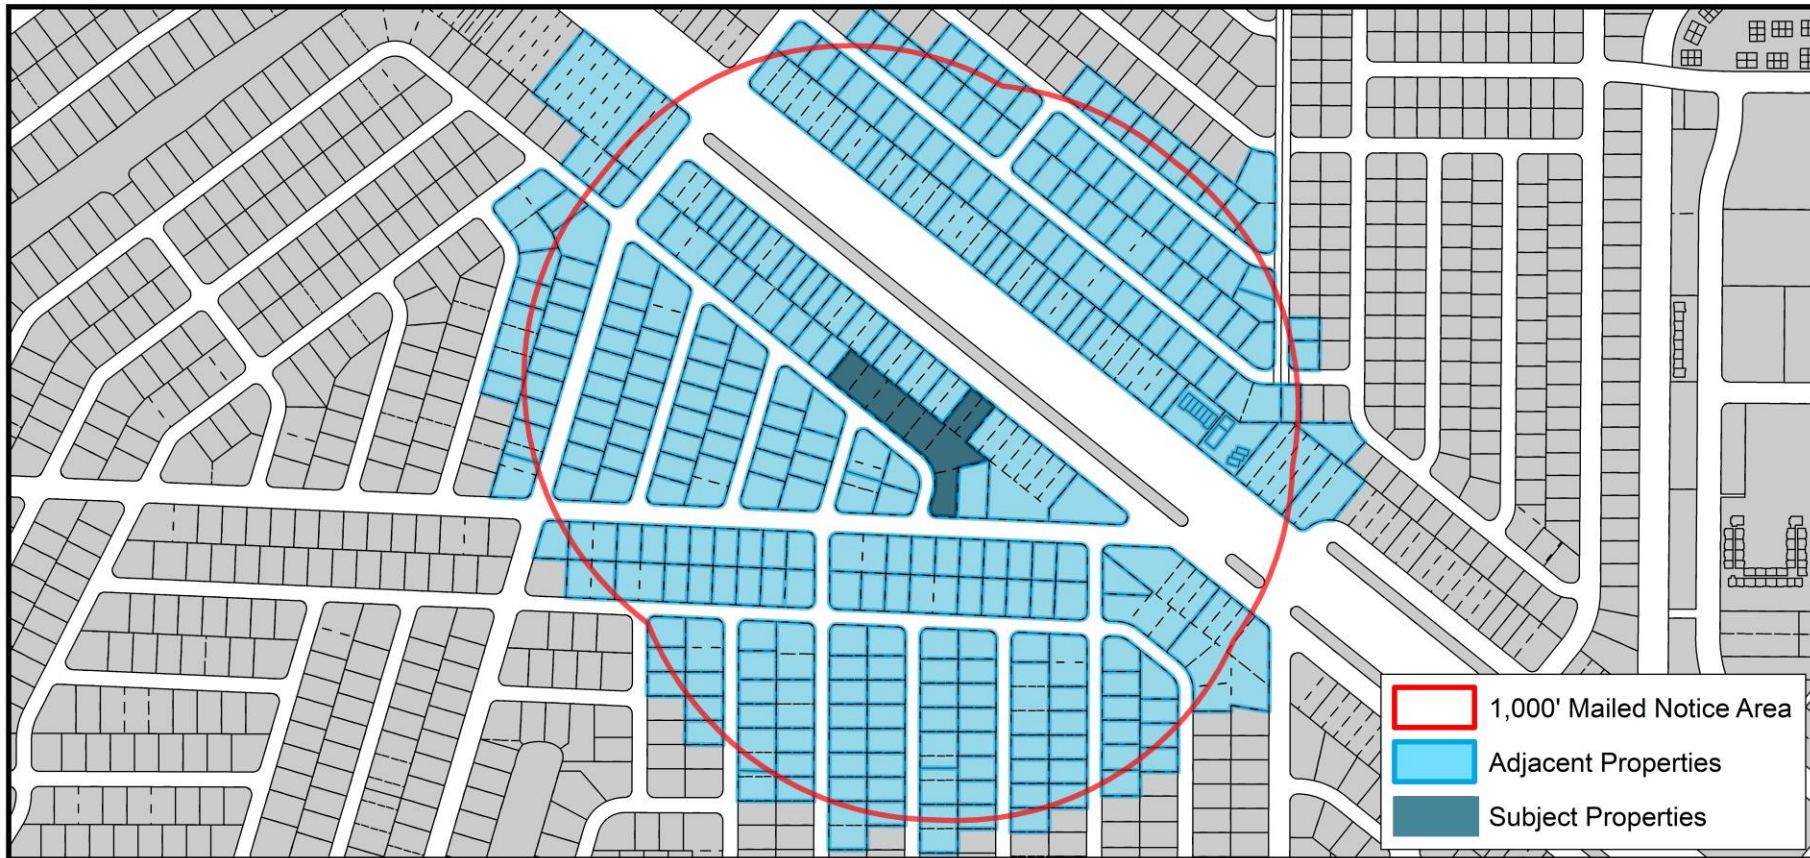 1,000' Mailed Notice Area
Adjacent Properties
Subject Properties